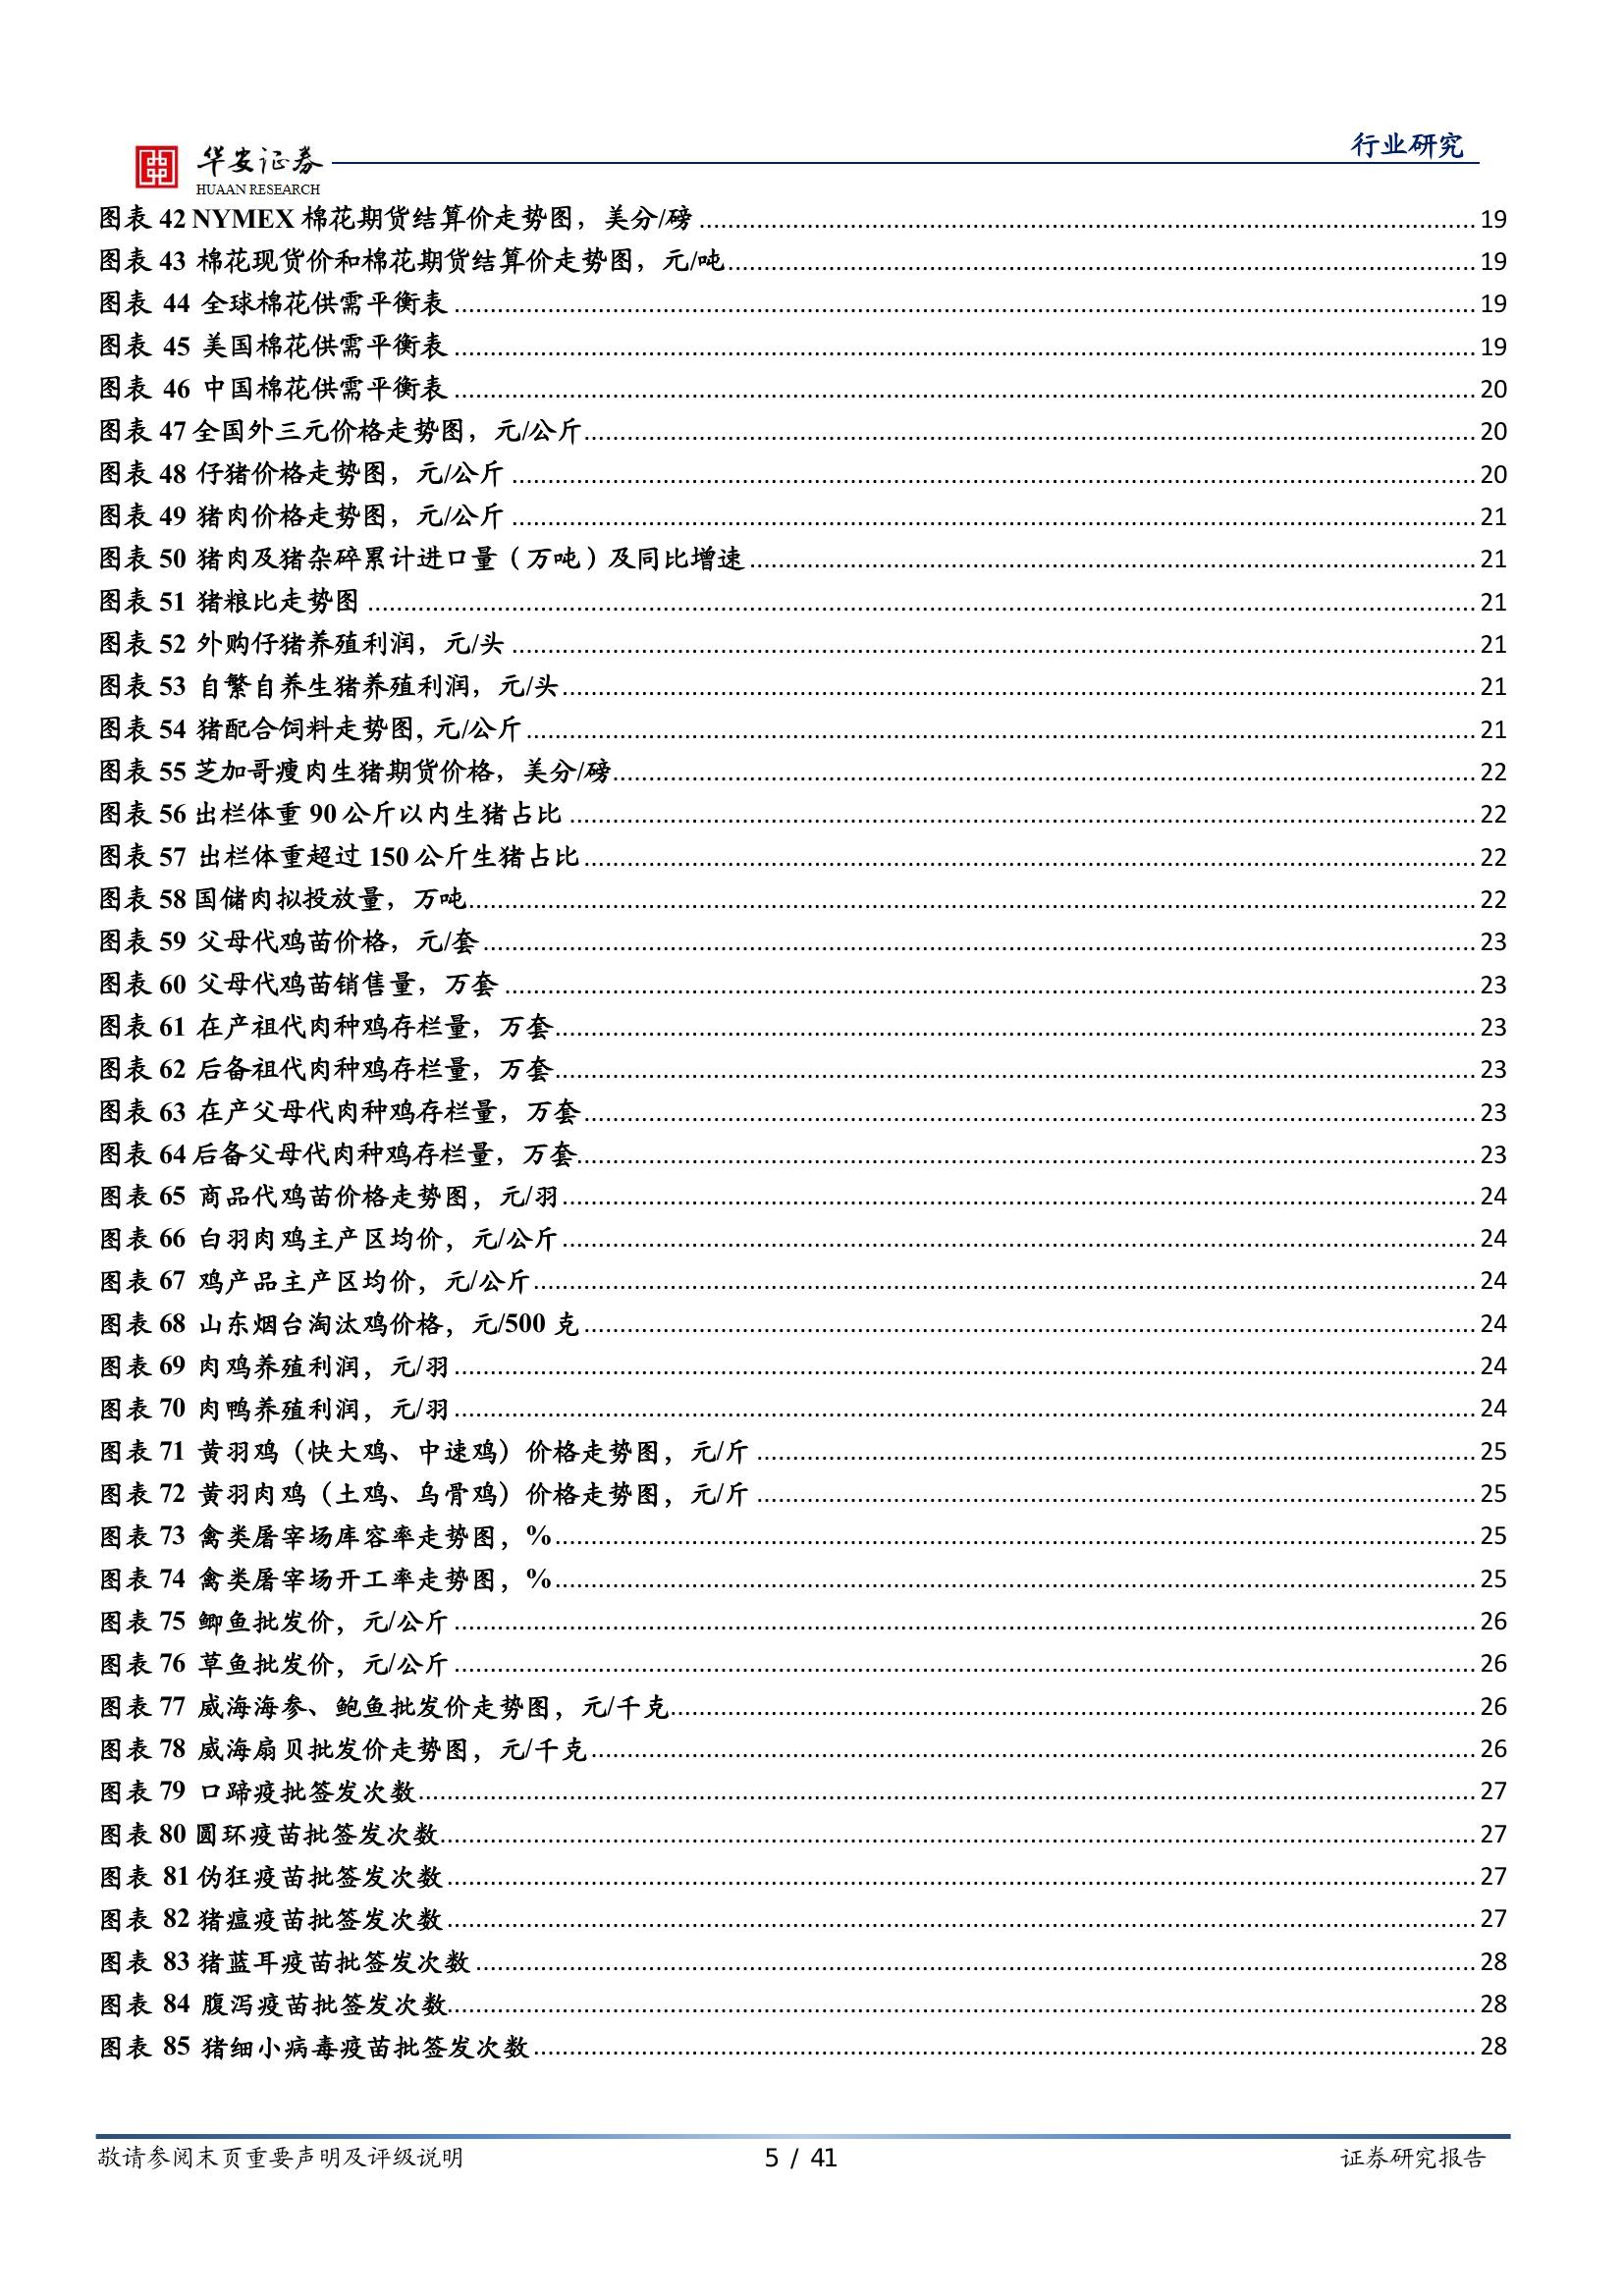 华安证券
HUAAN RESEARCH
行业研究
图表 42 NYMEX 棉花期货结算价走势图，美分/磅 19
图表 43 棉花现货价和棉花期货结算价走势图，元/吨 19
图表 44 全球棉花供需平衡表 19
图表 45 美国棉花供需平衡表 19
图表 46 中国棉花供需平衡表 20
图表 47 全国外三元价格走势图，元/公斤 20
图表 48 仔猪价格走势图，元/公斤 20
图表 49 猪肉价格走势图，元/公斤 21
图表 50 猪肉及猪杂碎累计进口量（万吨）及同比增速 21
图表 51 猪粮比走势图 21
图表 52 外购仔猪养殖利润，元/头 21
图表 53 自繁自养生猪养殖利润，元/头 21
图表 54 猪配合饲料走势图, 元/公斤 21
图表 55 芝加哥瘦肉生猪期货价格，美分/磅 22
图表 56 出栏体重 90 公斤以内生猪占比 22
图表 57 出栏体重超过 150 公斤生猪占比 22
图表 58 国储肉拟投放量，万吨 22
图表 59 父母代鸡苗价格，元/套 23
图表 60 父母代鸡苗销售量，万套 23
图表 61 在产祖代肉种鸡存栏量，万套 23
图表 62 后备祖代肉种鸡存栏量，万套 23
图表 63 在产父母代肉种鸡存栏量，万套 23
图表 64 后备父母代肉种鸡存栏量，万套 23
图表 65 商品代鸡苗价格走势图，元/羽 24
图表 66 白羽肉鸡主产区均价，元/公斤 24
图表 67 鸡产品主产区均价，元/公斤 24
图表 68 山东烟台淘汰鸡价格，元/500 克 24
图表 69 肉鸡养殖利润，元/羽 24
图表 70 肉鸭养殖利润，元/羽 24
图表 71 黄羽鸡（快大鸡、中速鸡）价格走势图，元/斤 25
图表 72 黄羽肉鸡（土鸡、乌骨鸡）价格走势图，元/斤 25
图表 73 禽类屠宰场库容率走势图，% 25
图表 74 禽类屠宰场开工率走势图，% 25
图表 75 鲫鱼批发价，元/公斤 26
图表 76 草鱼批发价，元/公斤 26
图表 77 威海海参、鲍鱼批发价走势图，元/千克 26
图表 78 威海扇贝批发价走势图，元/千克 26
图表 79 口蹄疫批签发次数 27
图表 80 圆环疫苗批签发次数 27
图表 81 伪狂疫苗批签发次数 27
图表 82 猪瘟疫苗批签发次数 27
图表 83 猪蓝耳疫苗批签发次数 28
图表 84 腹泻疫苗批签发次数 28
图表 85 猪细小病毒疫苗批签发次数 28
敬请参阅末页重要声明及评级说明 5 / 41 证券研究报告